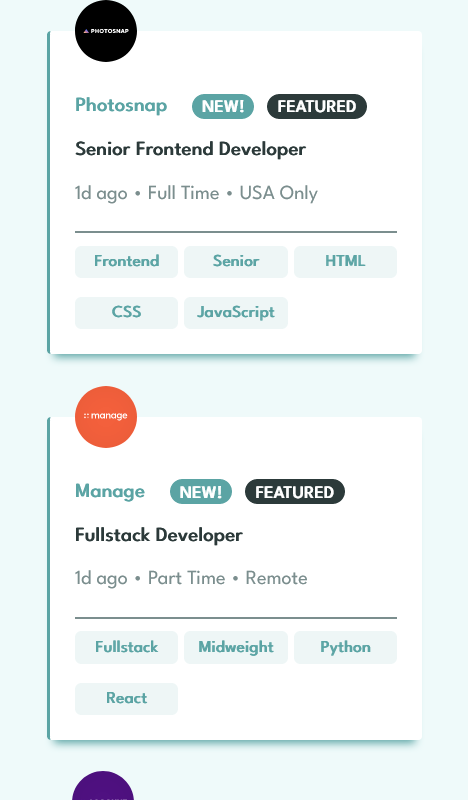 PHOTOSNAP
Photosnap NEW! FEATURED
Senior Frontend Developer
1d ago • Full Time • USA Only
Frontend Senior HTML
CSS JavaScript
manage
Manage NEW! FEATURED
Fullstack Developer
1d ago • Part Time • Remote
Fullstack Midweight Python
React